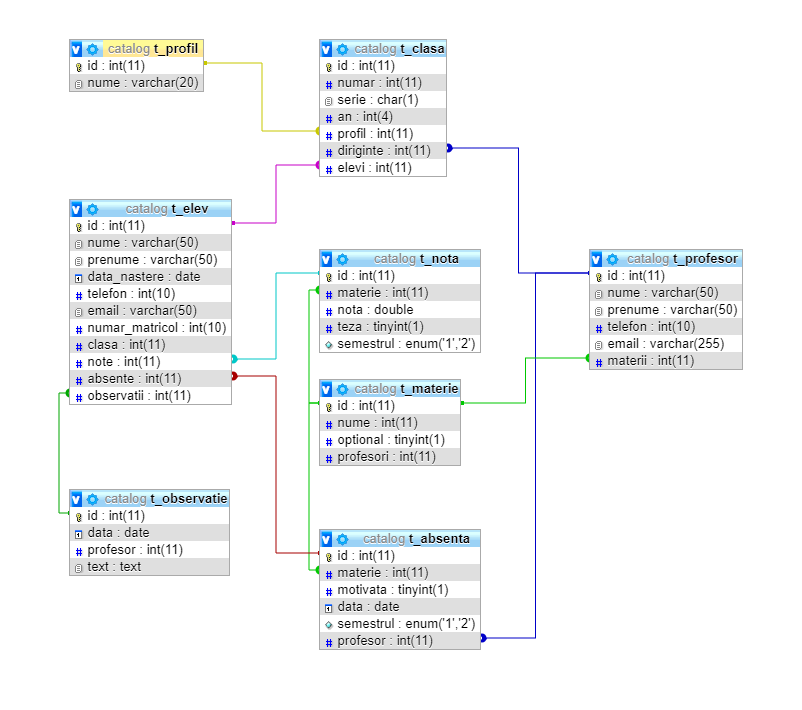 catalog t_profil
id : int(11)
nume : varchar(20)
catalog t_clasa
id : int(11)
numar : int(11)
serie : char(1)
an : int(4)
profil : int(11)
diriginte : int(11)
elevi : int(11)
catalog t_elev
id : int(11)
nume : varchar(50)
prenume : varchar(50)
data_nastere : date
telefon : int(10)
email : varchar(50)
numar_matricol : int(10)
clasa : int(11)
note : int(11)
absente : int(11)
observatii : int(11)
catalog t_nota
id : int(11)
materie : int(11)
nota : double
teza : tinyint(1)
semestrul : enum('1','2')
catalog t_profesor
id : int(11)
nume : varchar(50)
prenume : varchar(50)
telefon : int(10)
email : varchar(255)
materii : int(11)
catalog t_materie
id : int(11)
nume : int(11)
optional : tinyint(1)
profesori : int(11)
catalog t_observatie
id : int(11)
data : date
profesor : int(11)
text : text
catalog t_absenta
id : int(11)
materie : int(11)
motivata : tinyint(1)
data : date
semestrul : enum('1','2')
profesor : int(11)